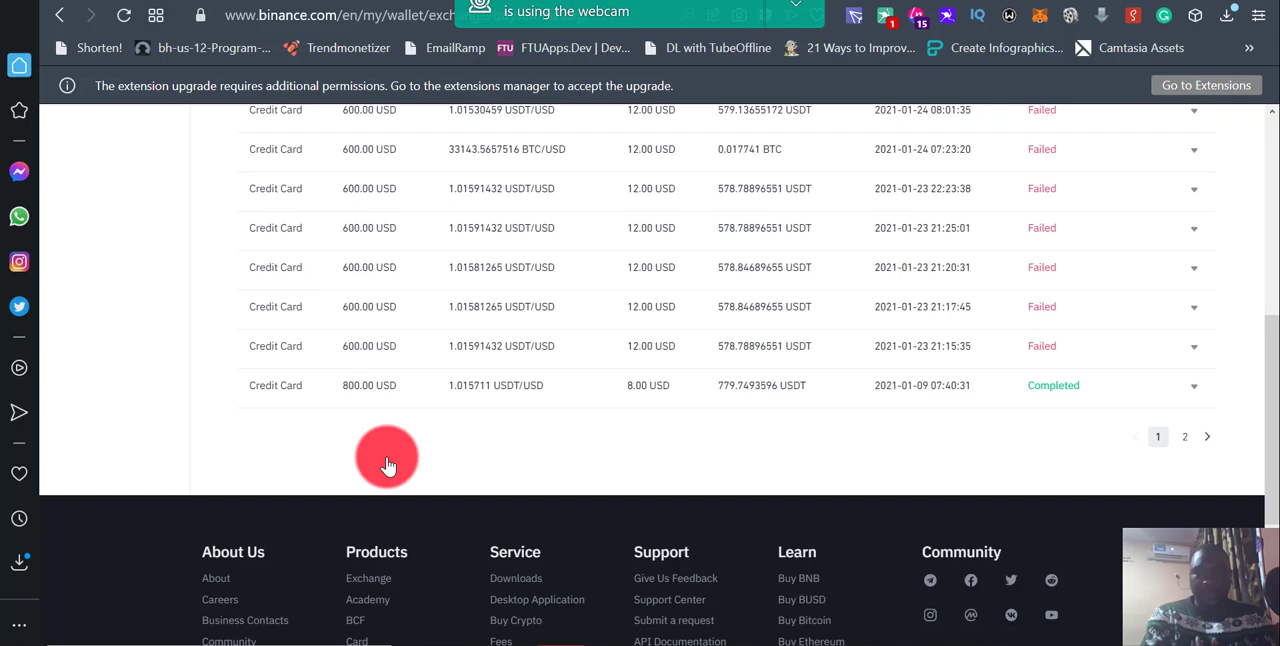 www.binance.com/en/my/wallet/exchang
is using the webcam
1
15
IQ
Shorten!
bh-us-12-Program-...
Trendmonetizer
EmailRamp
FTU FTUApps.Dev | Dev...
DL with TubeOffline
21 Ways to Improv...
Create Infographics...
Camtasia Assets
The extension upgrade requires additional permissions. Go to the extensions manager to accept the upgrade.
Go to Extensions
Credit Card 600.00 USD 1.01530459 USDT/USD 12.00 USD 579.13655172 USDT 2021-01-24 08:01:35 Failed
Credit Card 600.00 USD 33143.5657516 BTC/USD 12.00 USD 0.017741 BTC 2021-01-24 07:23:20 Failed
Credit Card 600.00 USD 1.01591432 USDT/USD 12.00 USD 578.78896551 USDT 2021-01-23 22:23:38 Failed
Credit Card 600.00 USD 1.01591432 USDT/USD 12.00 USD 578.78896551 USDT 2021-01-23 21:25:01 Failed
Credit Card 600.00 USD 1.01581265 USDT/USD 12.00 USD 578.84689655 USDT 2021-01-23 21:20:31 Failed
Credit Card 600.00 USD 1.01581265 USDT/USD 12.00 USD 578.84689655 USDT 2021-01-23 21:17:45 Failed
Credit Card 600.00 USD 1.01591432 USDT/USD 12.00 USD 578.78896551 USDT 2021-01-23 21:15:35 Failed
Credit Card 800.00 USD 1.015711 USDT/USD 8.00 USD 779.7493596 USDT 2021-01-09 07:40:31 Completed
1 2
About Us
About
Careers
Business Contacts
Community
Products
Exchange
Academy
BCF
Card
Service
Downloads
Desktop Application
Buy Crypto
Fees
Support
Give Us Feedback
Support Center
Submit a request
API Documentation
Learn
Buy BNB
Buy BUSD
Buy Bitcoin
Buy Ethereum
Community